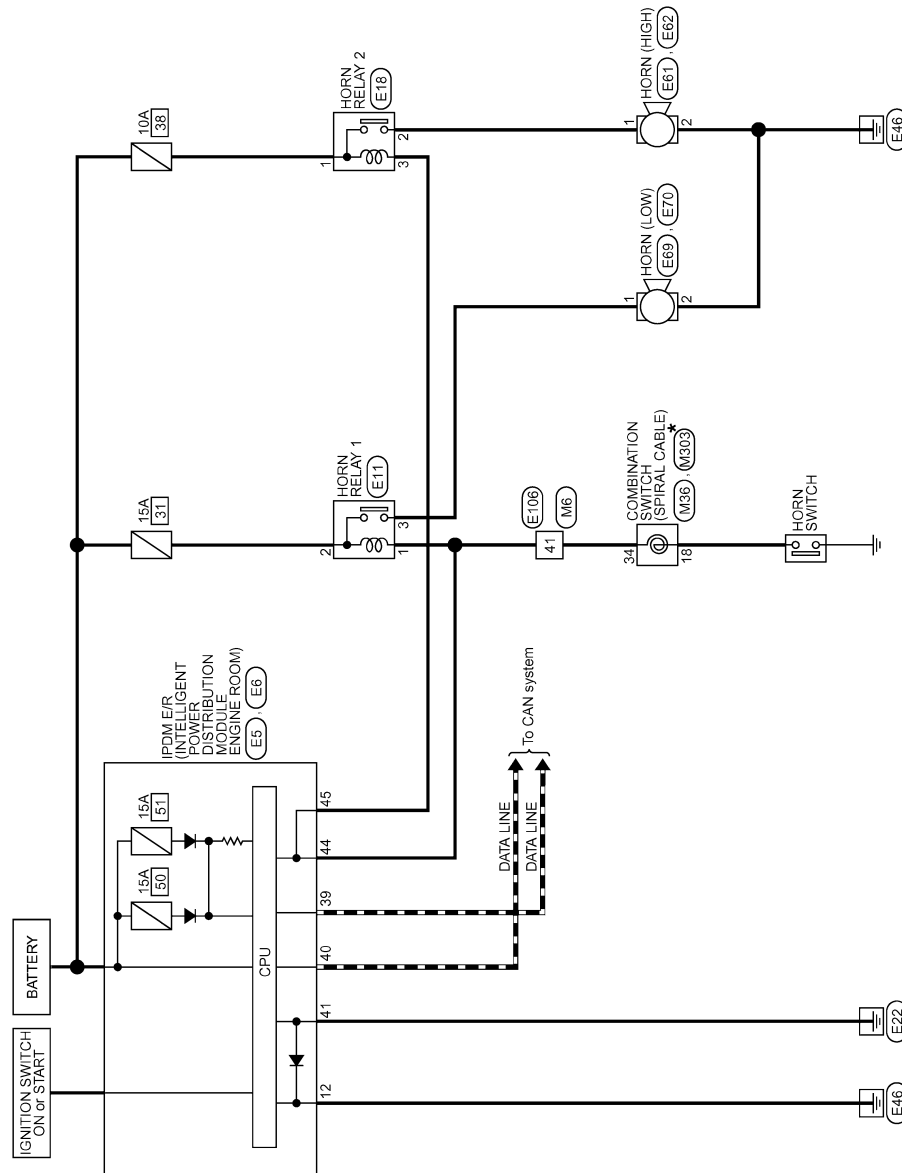 IGNITION SWITCH
ON or START
BATTERY
15A
50
15A
51
IPDM E/R
(INTELLIGENT
POWER
DISTRIBUTION
MODULE
ENGINE ROOM)
E5 , E6
CPU
12
41
40
39
44
45
15A
31
10A
38
2
1
3
HORN
RELAY 1
E11
1
3
2
HORN
RELAY 2
E18
DATA LINE
DATA LINE
To CAN system
E106
41
M6
34
18
COMBINATION
SWITCH
(SPIRAL CABLE)
M36 , M303 *
HORN
SWITCH
1
2
HORN (LOW)
E69 , E70
1
2
HORN (HIGH)
E61 , E62
E46
E22
E46